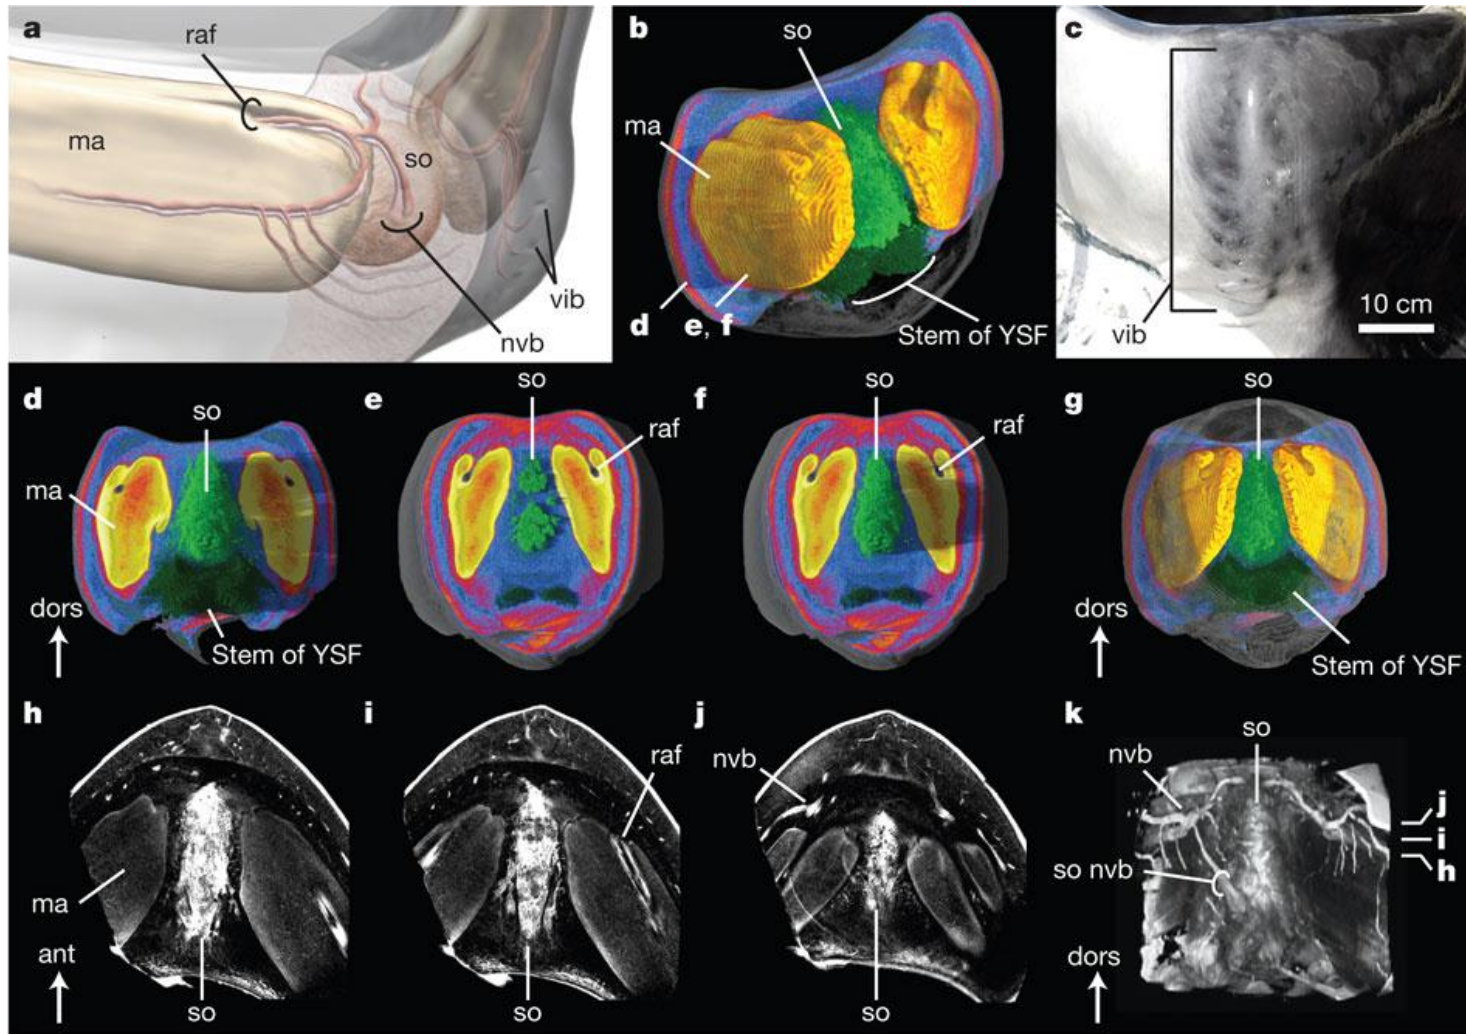 a
raf
ma
so
vib
nvb
b
so
ma
d
e, f
Stem of YSF
c
vib
10 cm
d
so
ma
dors
Stem of YSF
e
so
raf
f
so
raf
g
so
dors
Stem of YSF
h
ma
ant
so
i
raf
so
j
nvb
so
k
so
nvb
j
i
h
so nvb
dors